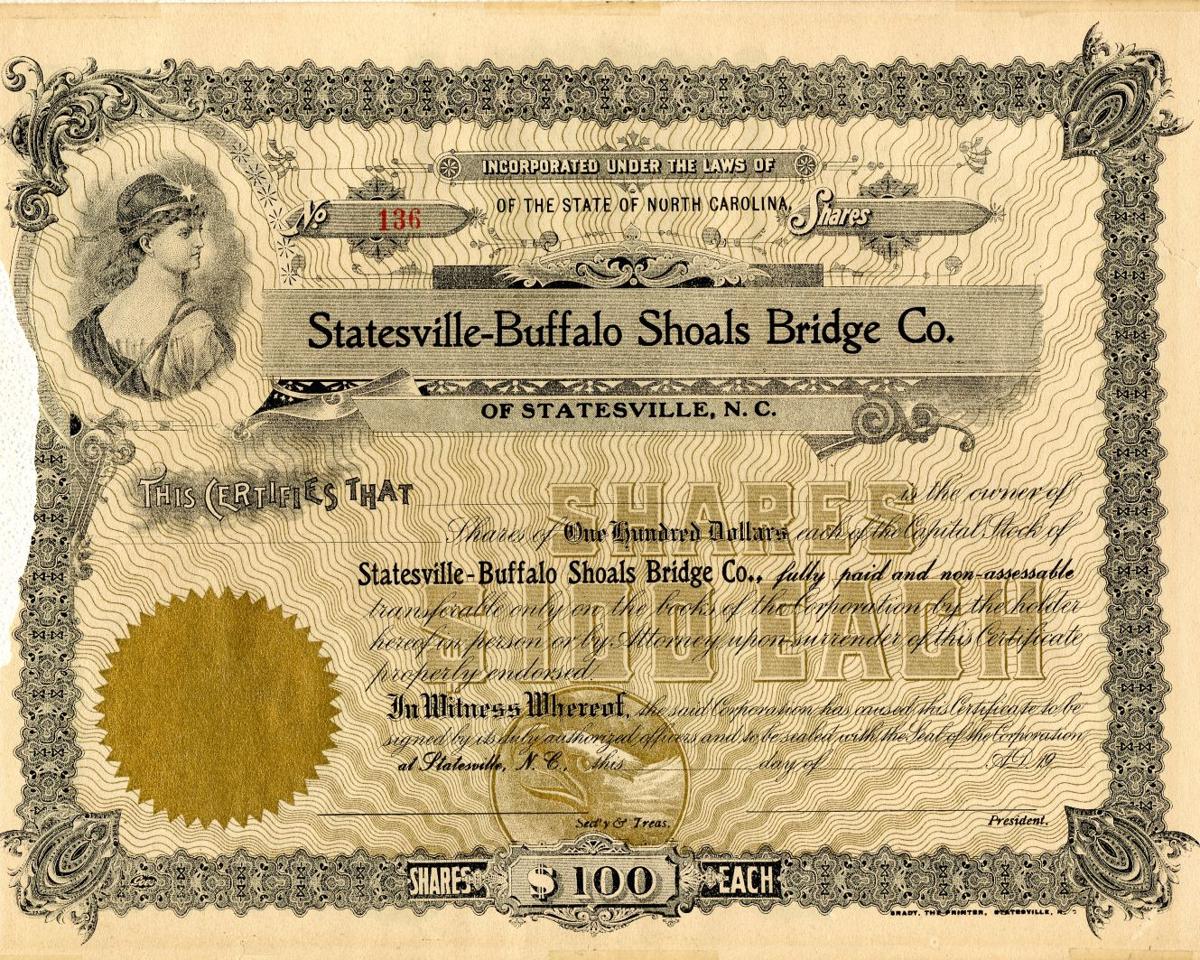 INCORPORATED UNDER THE LAWS OF
OF THE STATE OF NORTH CAROLINA.
No 136 Shares
Statesville-Buffalo Shoals Bridge Co.
OF STATESVILLE, N. C.
THIS CERTIFIES THAT is the owner of
Shares of One Hundred Dollars each of the Capital Stock of
Statesville-Buffalo Shoals Bridge Co., fully paid and non-assessable
transferable only on the books of the Corporation by the holder
hereof in person or by Attorney upon surrender of this Certificate
properly endorsed.
SHARES
$100 EACH
In Witness Whereof, the said Corporation has caused this Certificate to be
signed by its duly authorized officers and to be sealed with the Seal of the Corporation
at Statesville, N. C., this day of A.D. 19
Sect'y & Treas. President.
SHARES $100 EACH
BRADY, THE PRINTER, STATESVILLE, N.